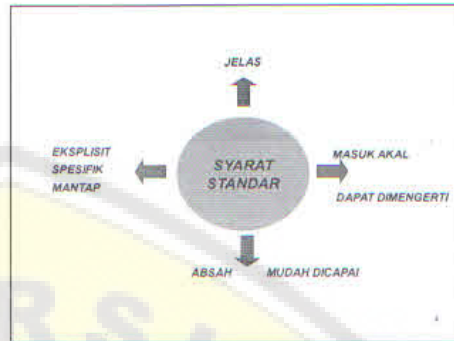 JELAS
EKSPLISIT
SPESIFIK
MANTAP
SYARAT
STANDAR
MASUK AKAL
DAPAT DIMENGERTI
ABSAH MUDAH DICAPAI